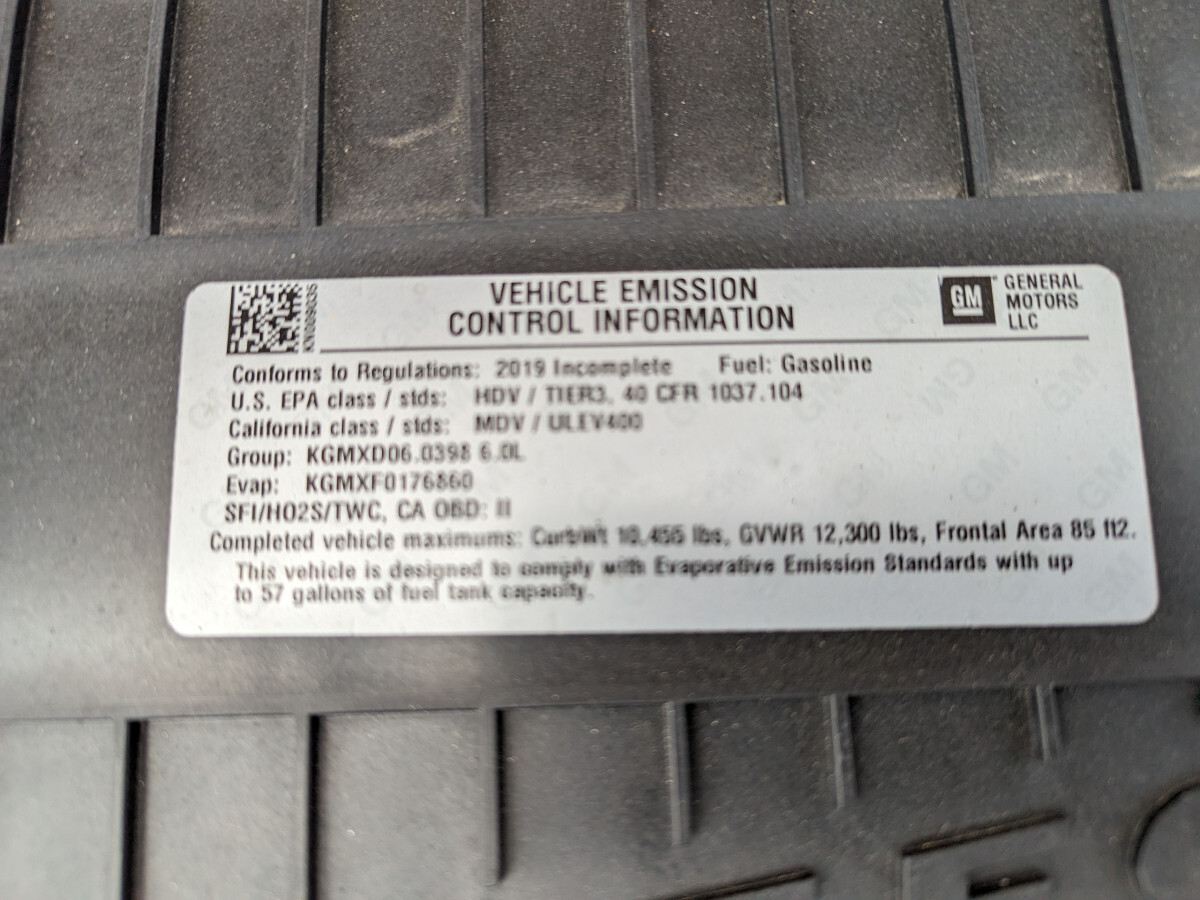 VEHICLE EMISSION
CONTROL INFORMATION
GM
GENERAL
MOTORS
LLC
Conforms to Regulations: 2019 Incomplete Fuel: Gasoline
U.S. EPA class / stds: HDV / TIER3, 40 CFR 1037.104
California class / stds: MDV / ULEV400
Group: KGMXD06.0398 6.0L
Evap: KGMXF0176860
SFI/HO2S/TWC, CA OBD: II
Completed vehicle maximums: Curb wt 10,455 lbs, GVWR 12,300 lbs, Frontal Area 85 ft2.
This vehicle is designed to comply with Evaporative Emission Standards with up
to 57 gallons of fuel tank capacity.